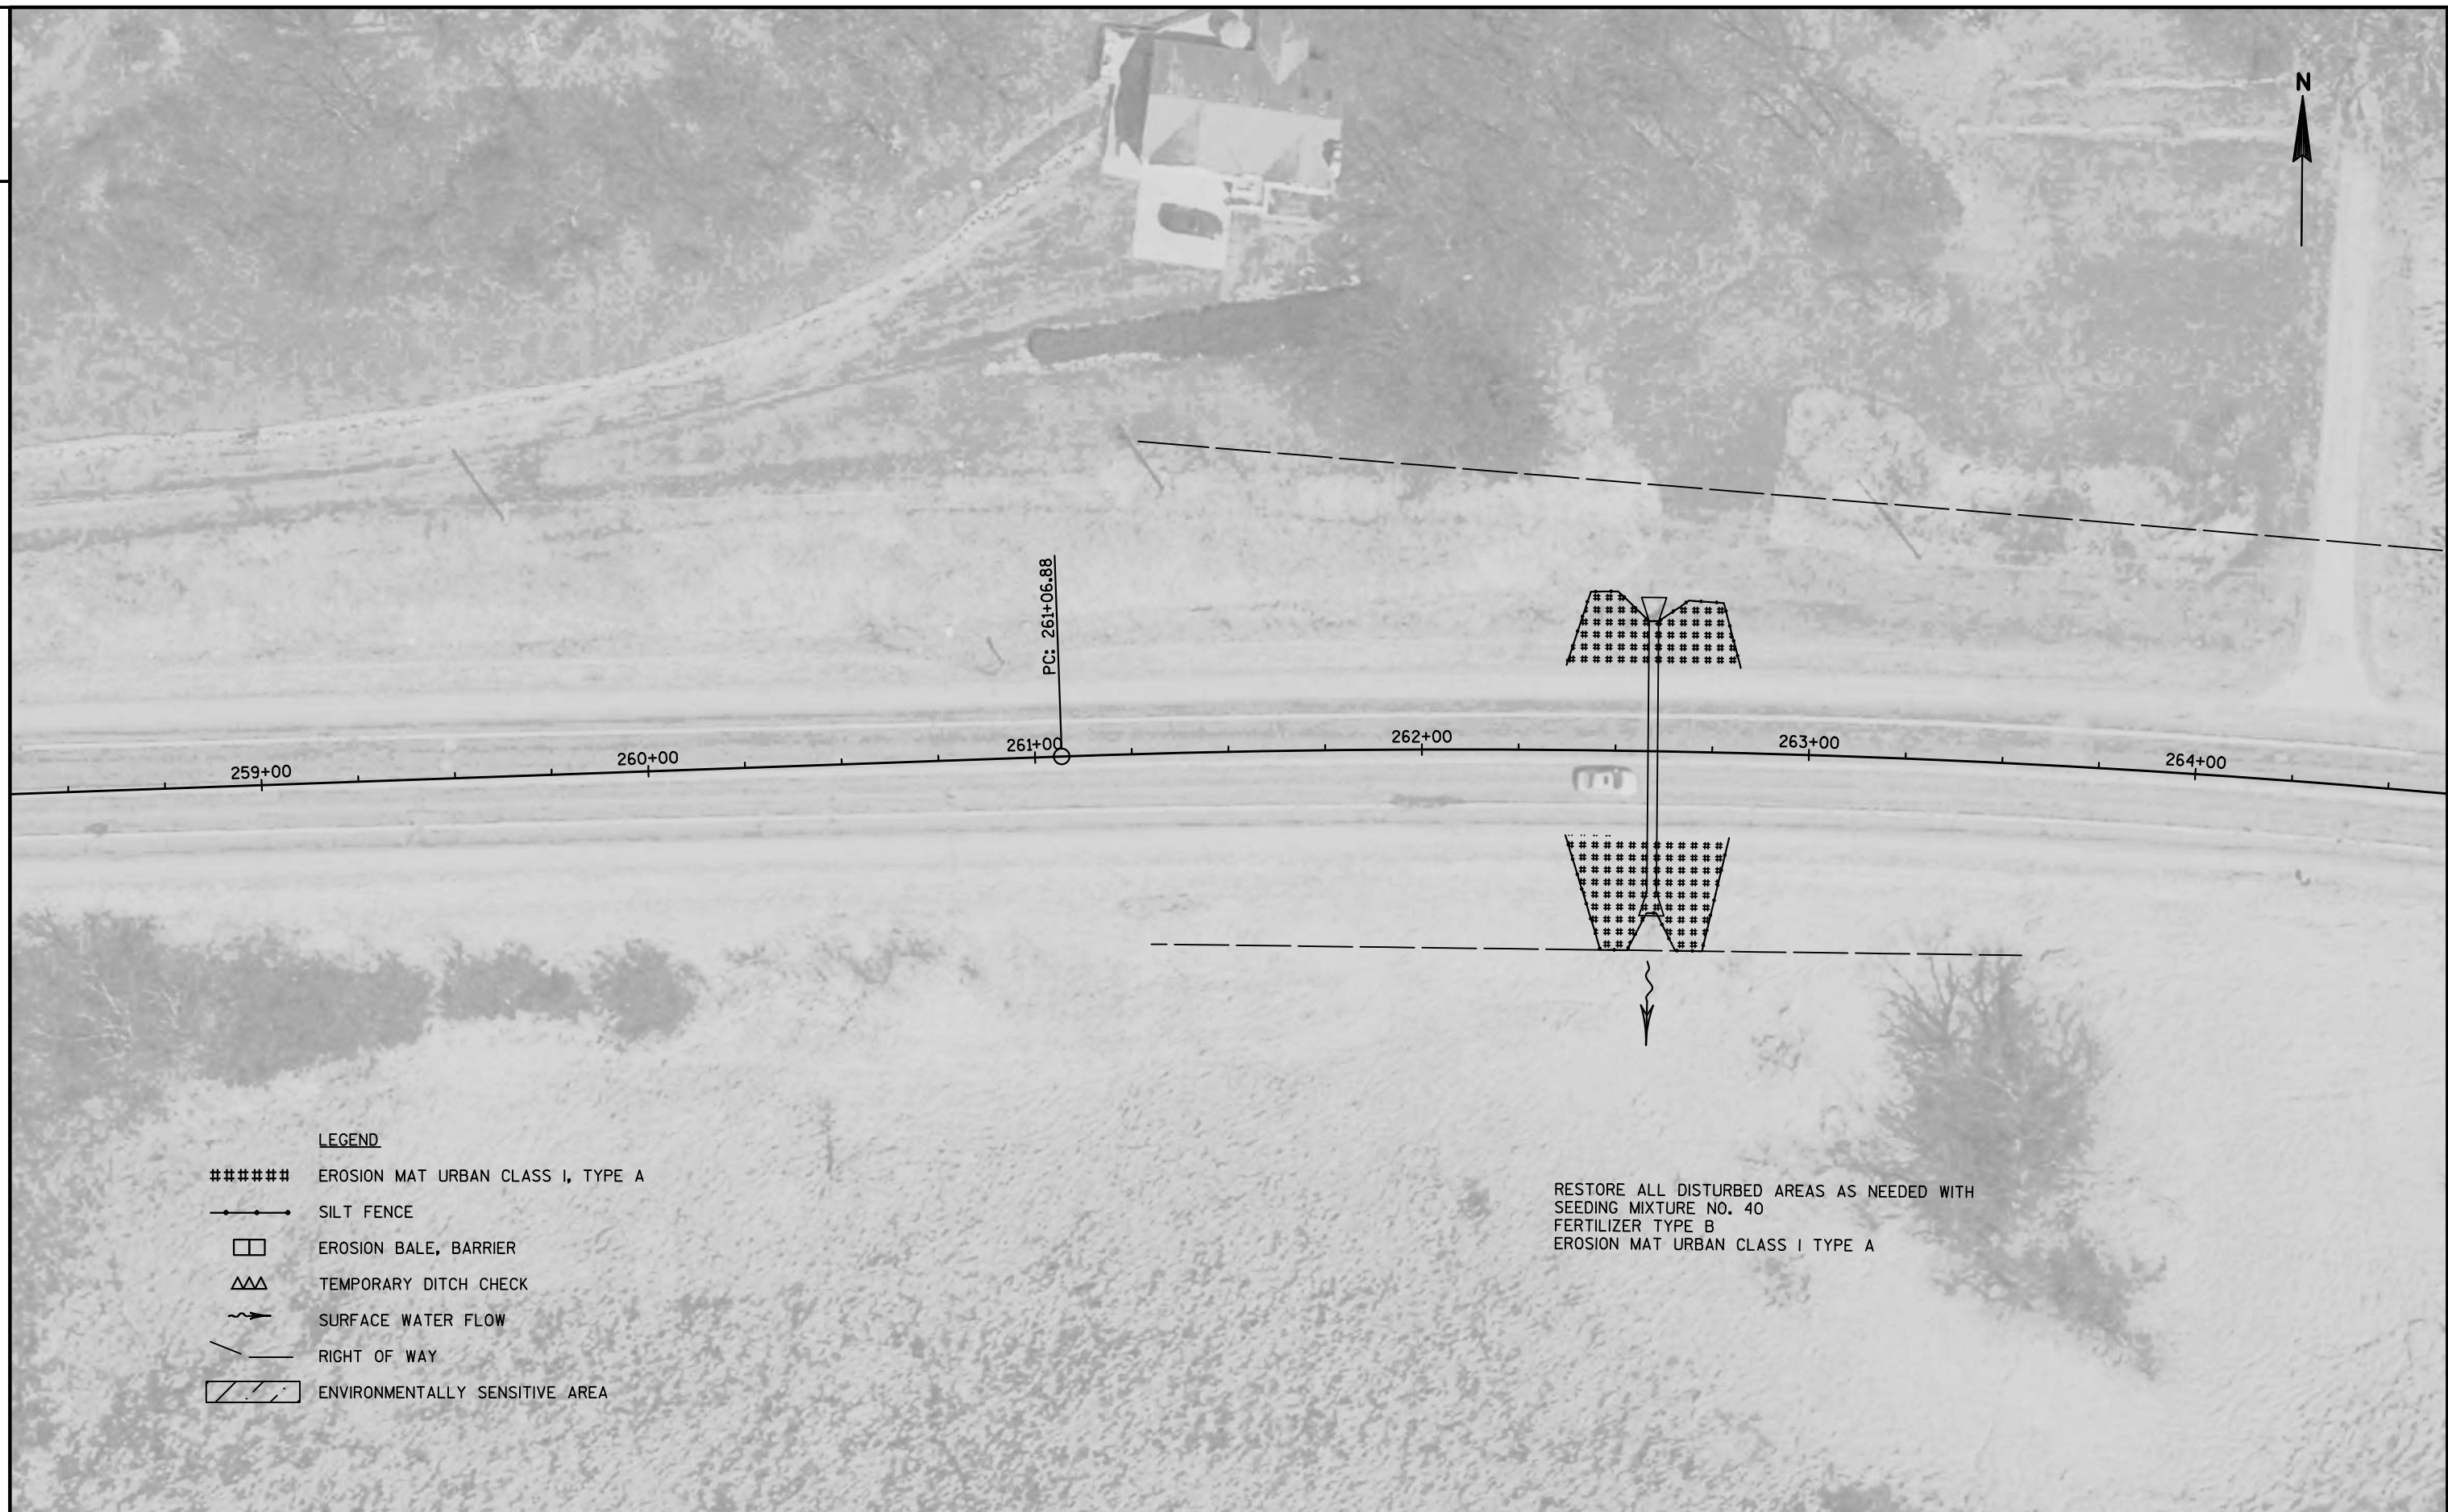 N
PC: 261+06.88
259+00
260+00
261+00
262+00
263+00
264+00
LEGEND
EROSION MAT URBAN CLASS I, TYPE A
SILT FENCE
EROSION BALE, BARRIER
TEMPORARY DITCH CHECK
SURFACE WATER FLOW
RIGHT OF WAY
ENVIRONMENTALLY SENSITIVE AREA
RESTORE ALL DISTURBED AREAS AS NEEDED WITH
SEEDING MIXTURE NO. 40
FERTILIZER TYPE B
EROSION MAT URBAN CLASS I TYPE A